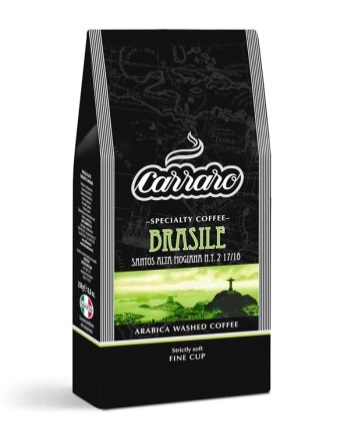 Carraro
–SPECIALTY COFFEE–
BRASILE
SANTOS ALTA MOGIANA N.Y. 2 17/18
ARABICA WASHED COFFEE
Strictly soft
FINE CUP